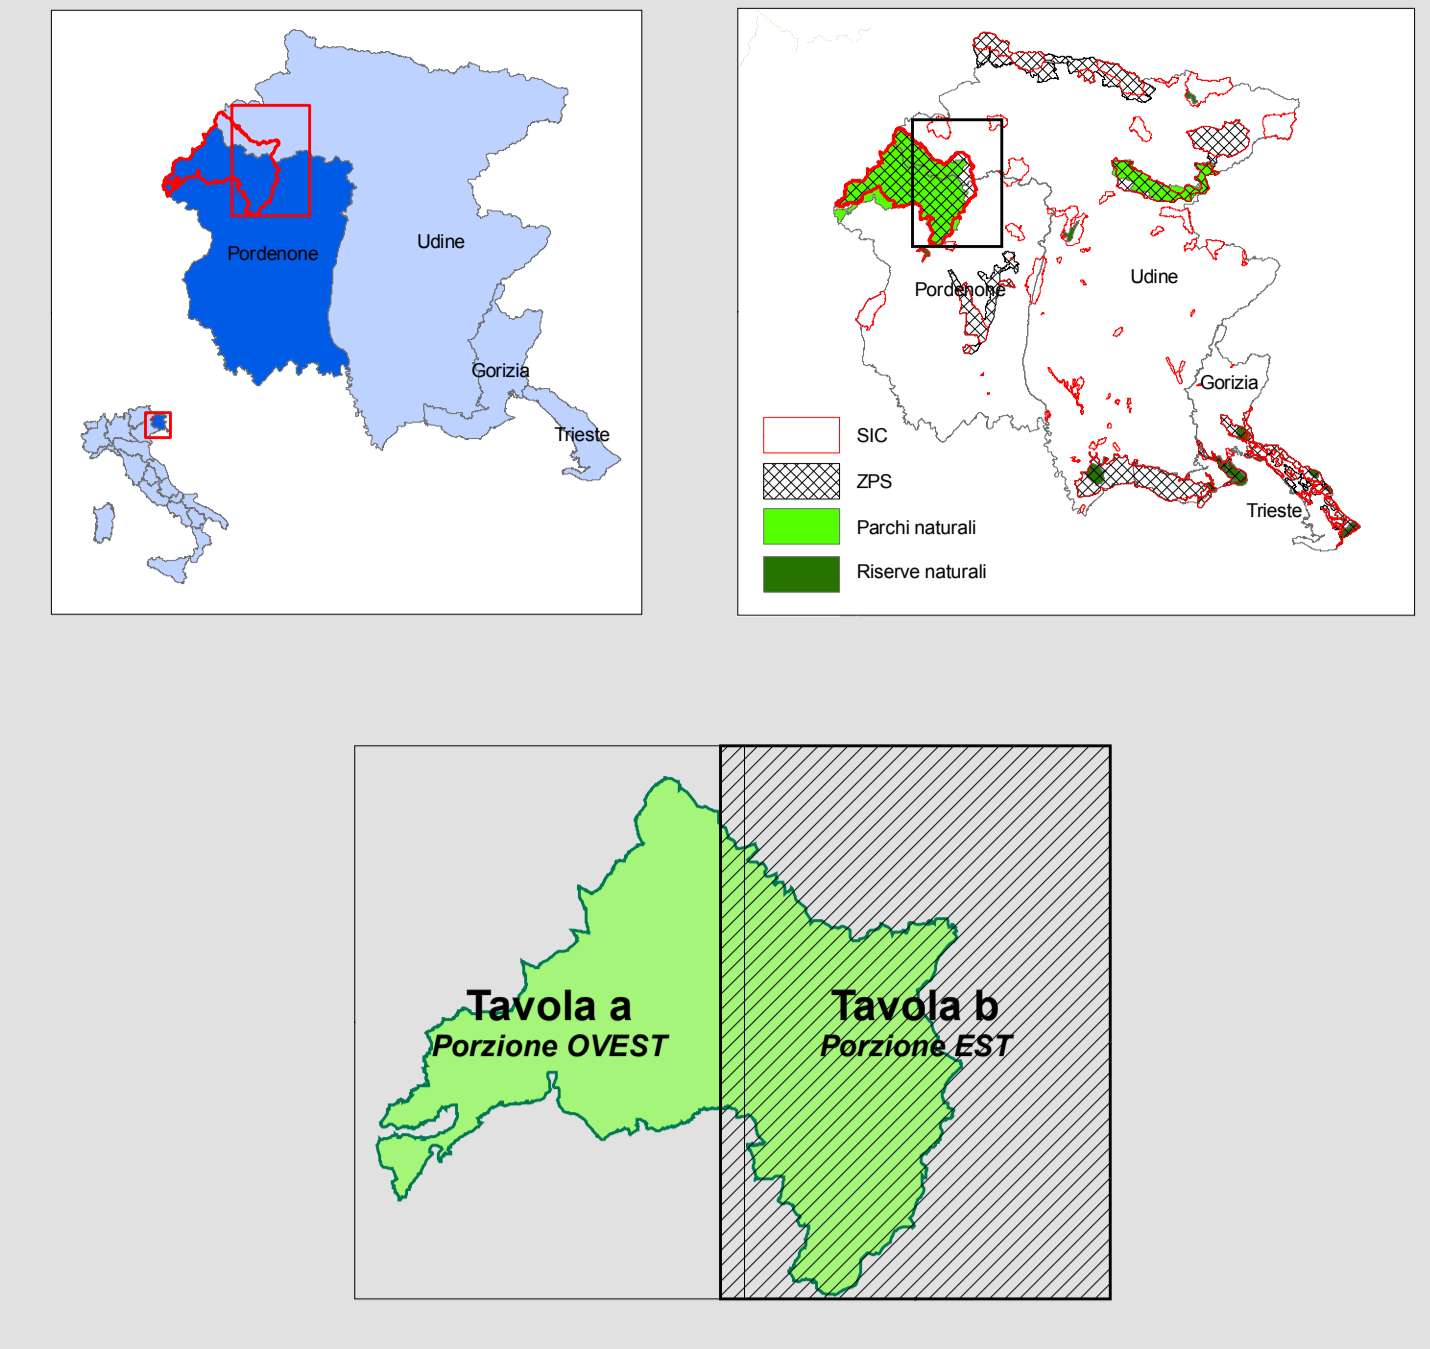 Pordenone
Udine
Gorizia
Trieste
Pordenone
Udine
Gorizia
Trieste
SIC
ZPS
Parchi naturali
Riserve naturali
Tavola a
Porzione OVEST
Tavola b
Porzione EST